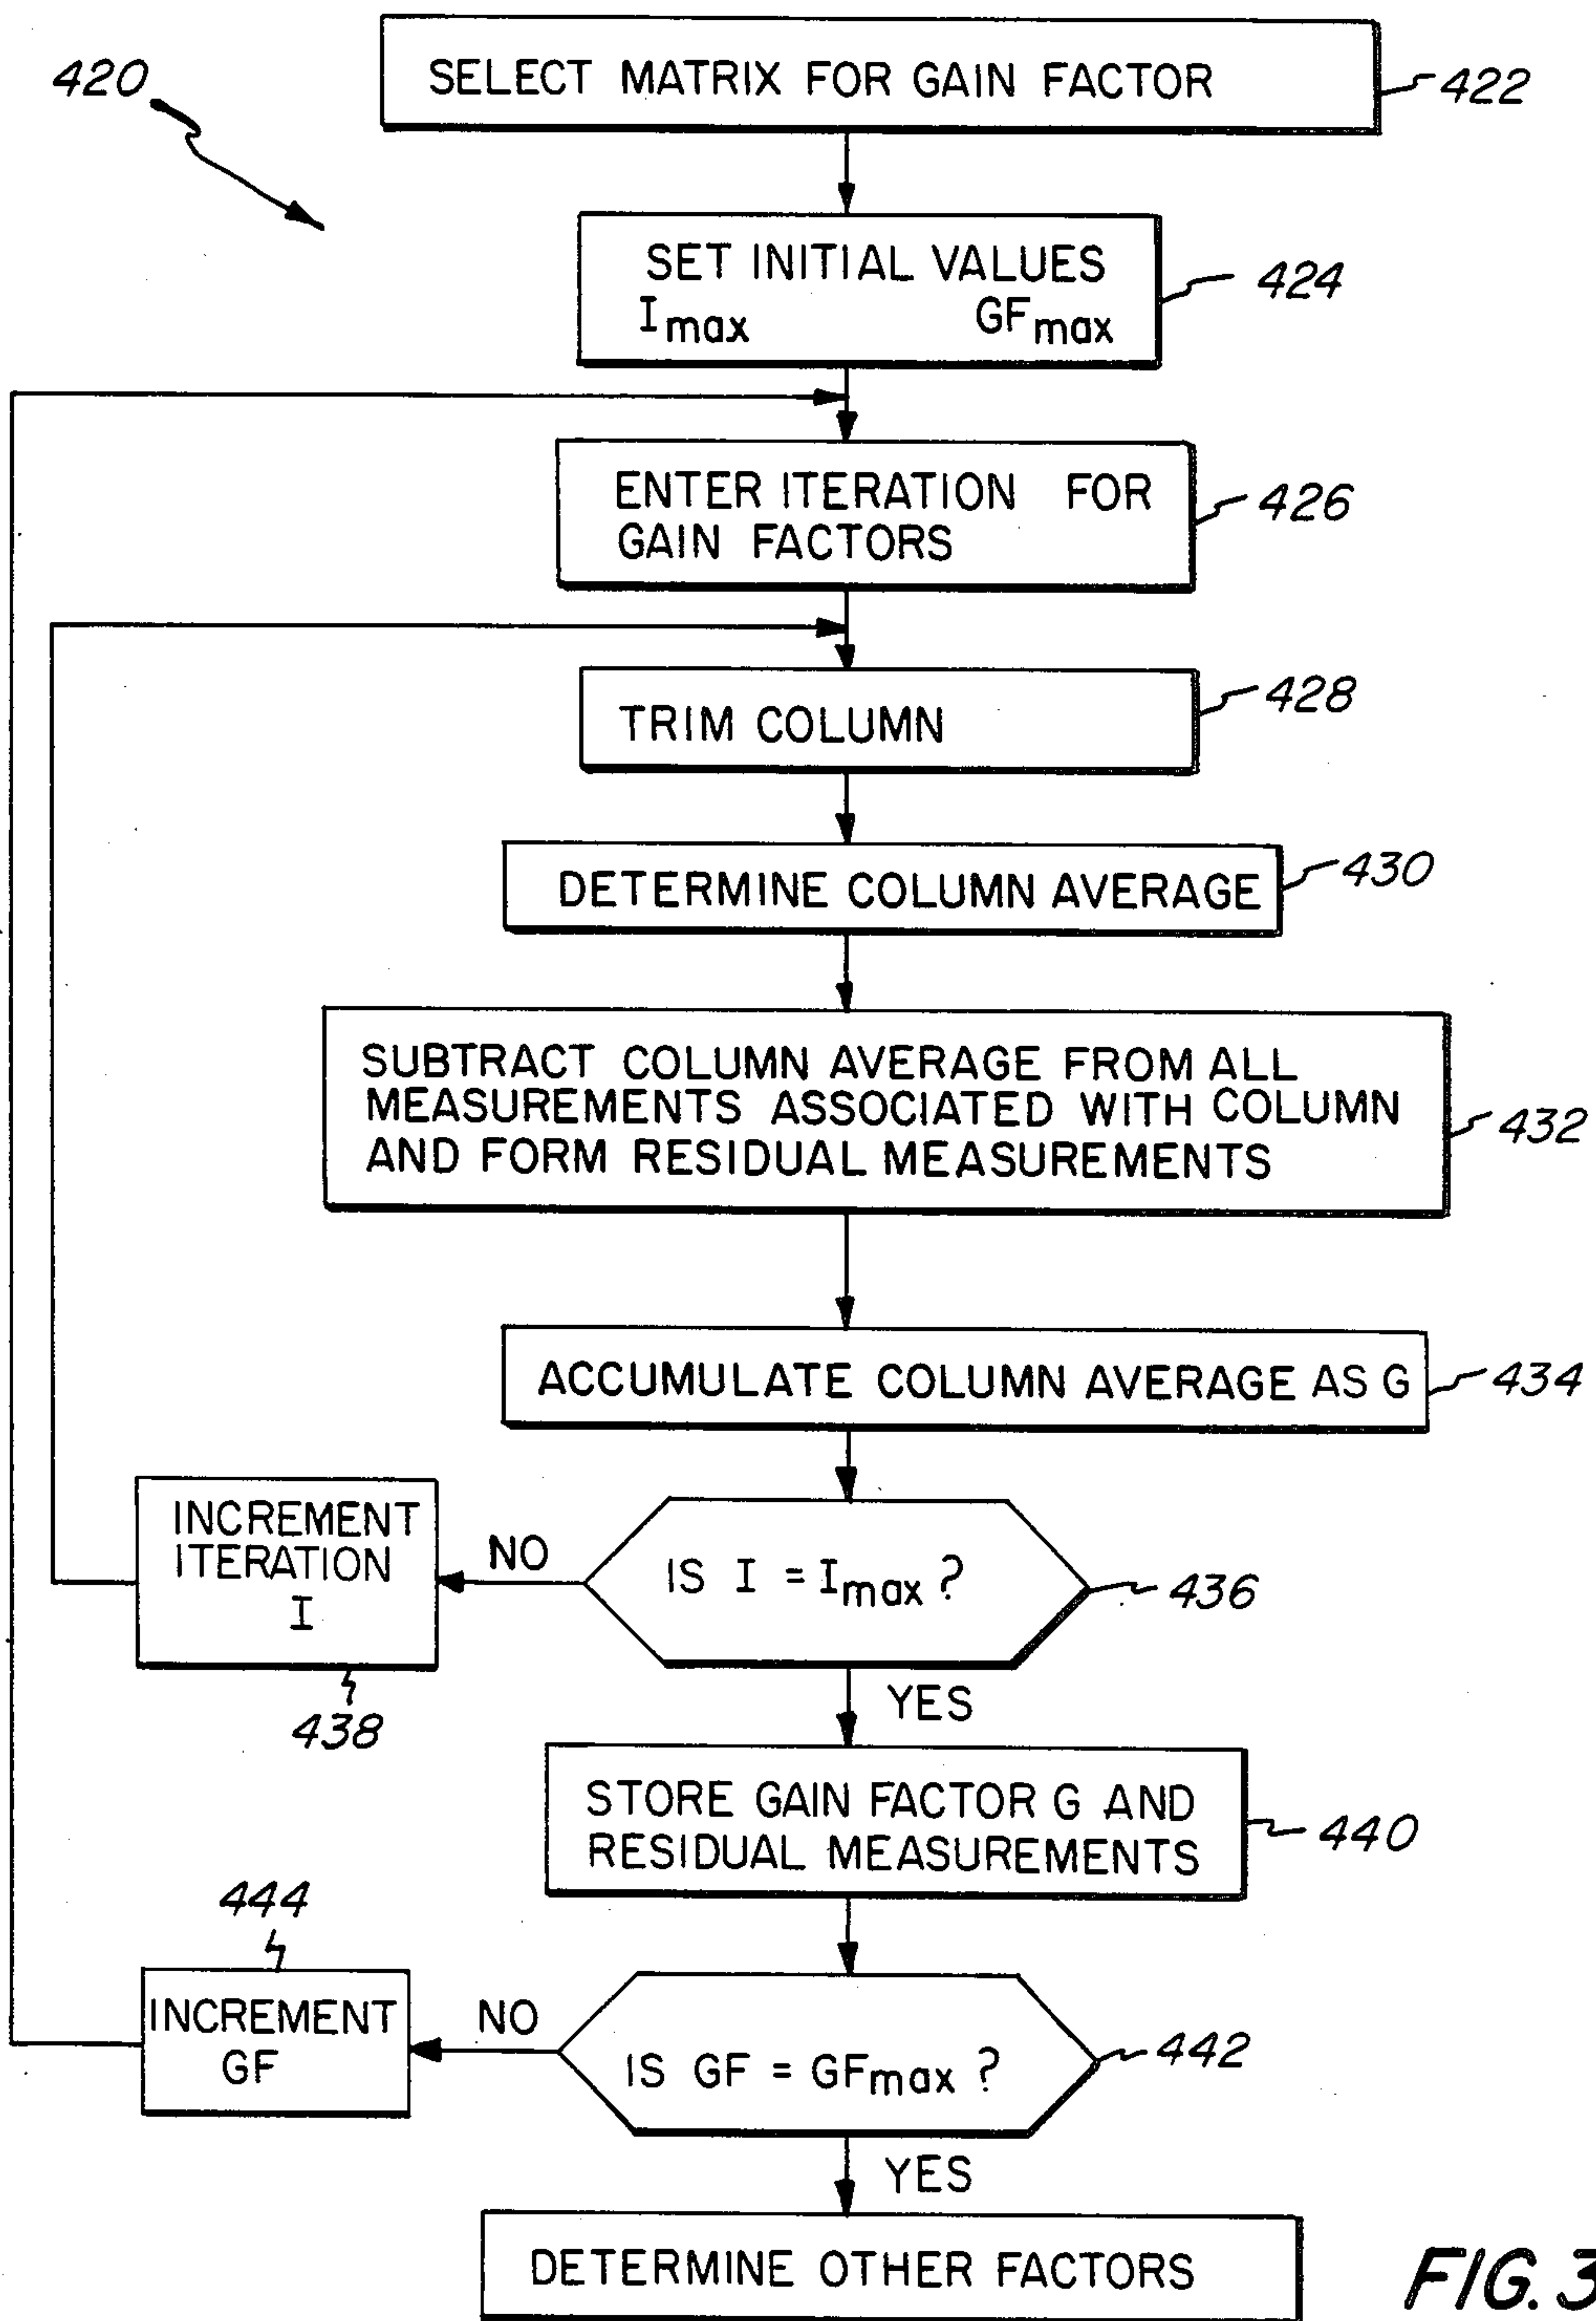 420
SELECT MATRIX FOR GAIN FACTOR
422
SET INITIAL VALUES
Imax GFmax
424
ENTER ITERATION FOR
GAIN FACTORS
426
TRIM COLUMN
428
DETERMINE COLUMN AVERAGE
430
SUBTRACT COLUMN AVERAGE FROM ALL
MEASUREMENTS ASSOCIATED WITH COLUMN
AND FORM RESIDUAL MEASUREMENTS
432
ACCUMULATE COLUMN AVERAGE AS G
434
IS I = Imax ?
436
NO
INCREMENT
ITERATION
I
438
YES
STORE GAIN FACTOR G AND
RESIDUAL MEASUREMENTS
440
IS GF = GFmax ?
442
NO
444
INCREMENT
GF
YES
DETERMINE OTHER FACTORS
FIG. 3